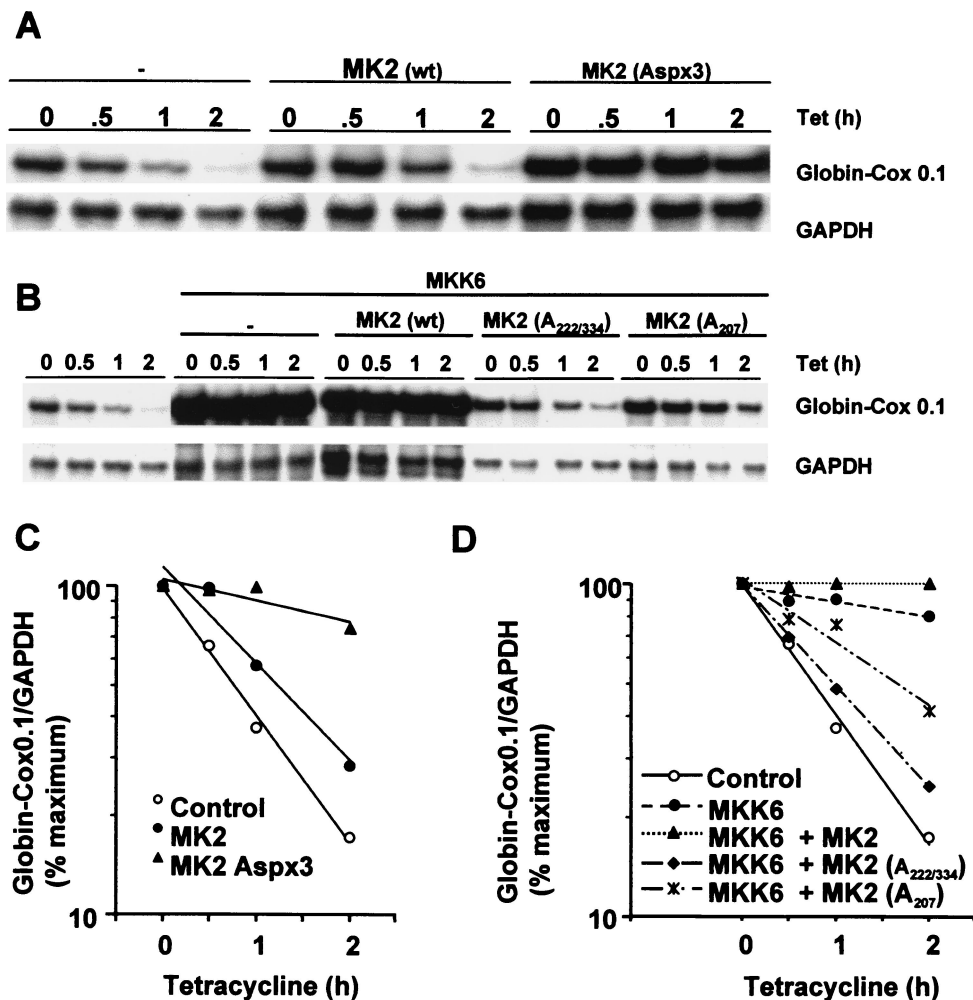 A
- MK2 (wt) MK2 (Aspx3)
0 .5 1 2 0 .5 1 2 0 .5 1 2 Tet (h)
Globin-Cox 0.1
GAPDH
B
MKK6
- MK2 (wt) MK2 (A222/334) MK2 (A207)
0 0.5 1 2 0 0.5 1 2 0 0.5 1 2 0 0.5 1 2 0 0.5 1 2 Tet (h)
Globin-Cox 0.1
GAPDH
C
Globin-Cox0.1/GAPDH
(% maximum)
100
10
Control
MK2
MK2 Aspx3
0 1 2
Tetracycline (h)
D
Globin-Cox0.1/GAPDH
(% maximum)
100
10
Control
MKK6
MKK6 + MK2
MKK6 + MK2 (A222/334)
MKK6 + MK2 (A207)
0 1 2
Tetracycline (h)